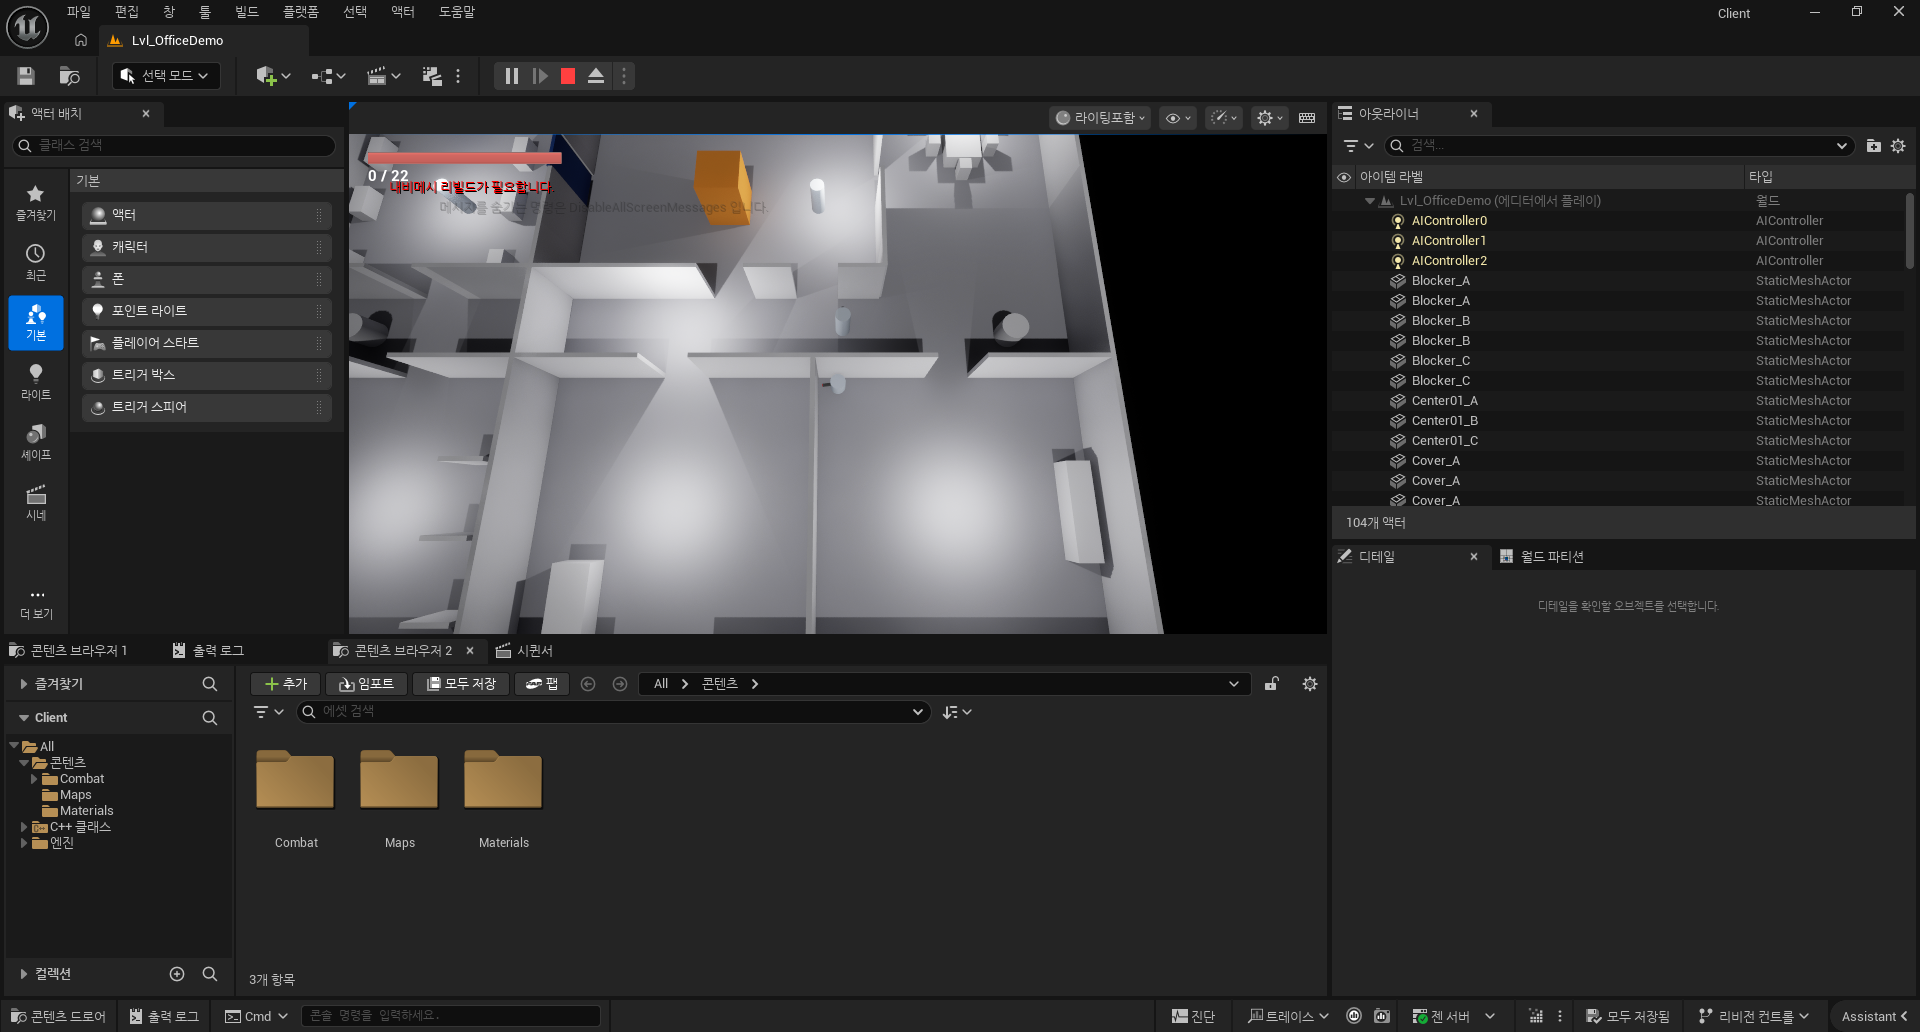 파일 편집 창 툴 빌드 플랫폼 선택 액터 도움말
Client
Lvl_OfficeDemo
선택 모드
액터 배치
클래스 검색
즐겨찾기
최근
기본
라이트
셰이프
시네
더 보기
기본
액터
캐릭터
폰
포인트 라이트
플레이어 스타트
트리거 박스
트리거 스피어
라이팅포함
0 / 22
내비메시 리빌드가 필요합니다.
메시지를 숨기는 명령은 DisableAllScreenMessages 입니다.
아웃라이너
검색...
아이템 라벨 타입
Lvl_OfficeDemo (에디터에서 플레이) 월드
AIController0 AIController
AIController1 AIController
AIController2 AIController
Blocker_A StaticMeshActor
Blocker_A StaticMeshActor
Blocker_B StaticMeshActor
Blocker_B StaticMeshActor
Blocker_C StaticMeshActor
Blocker_C StaticMeshActor
Center01_A StaticMeshActor
Center01_B StaticMeshActor
Center01_C StaticMeshActor
Cover_A StaticMeshActor
Cover_A StaticMeshActor
Cover_A StaticMeshActor
104개 액터
디테일 월드 파티션
디테일을 확인할 오브젝트를 선택합니다.
콘텐츠 브라우저 1 출력 로그 콘텐츠 브라우저 2 시퀀서
즐겨찾기
Client
All
콘텐츠
Combat
Maps
Materials
C++ 클래스
엔진
컬렉션
추가 임포트 모두 저장 팹 All 콘텐츠
에셋 검색
Combat Maps Materials
3개 항목
콘텐츠 드로어 출력 로그 Cmd 콘솔 명령을 입력하세요.
진단 트레이스 젠 서버 모두 저장됨 리비전 컨트롤 Assistant